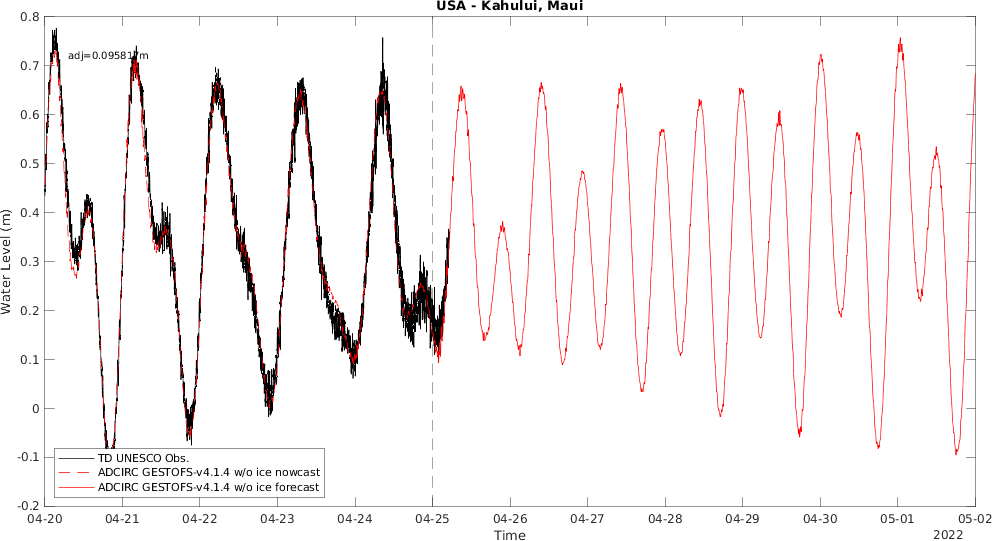 USA - Kahului, Maui
adj=0.095817m
Water Level (m)
0.8
0.7
0.6
0.5
0.4
0.3
0.2
0.1
0
-0.1
-0.2
TD UNESCO Obs.
ADCIRC GESTOFS-v4.1.4 w/o ice nowcast
ADCIRC GESTOFS-v4.1.4 w/o ice forecast
04-20 04-21 04-22 04-23 04-24 04-25 04-26 04-27 04-28 04-29 04-30 05-01 05-02
Time
2022